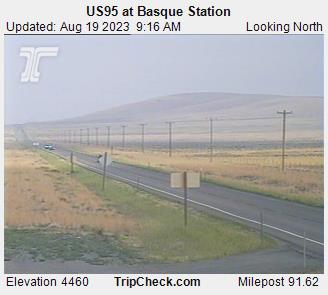 US95 at Basque Station
Updated: Aug 19 2023 9:16 AM Looking North
Elevation 4460 TripCheck.com Milepost 91.62